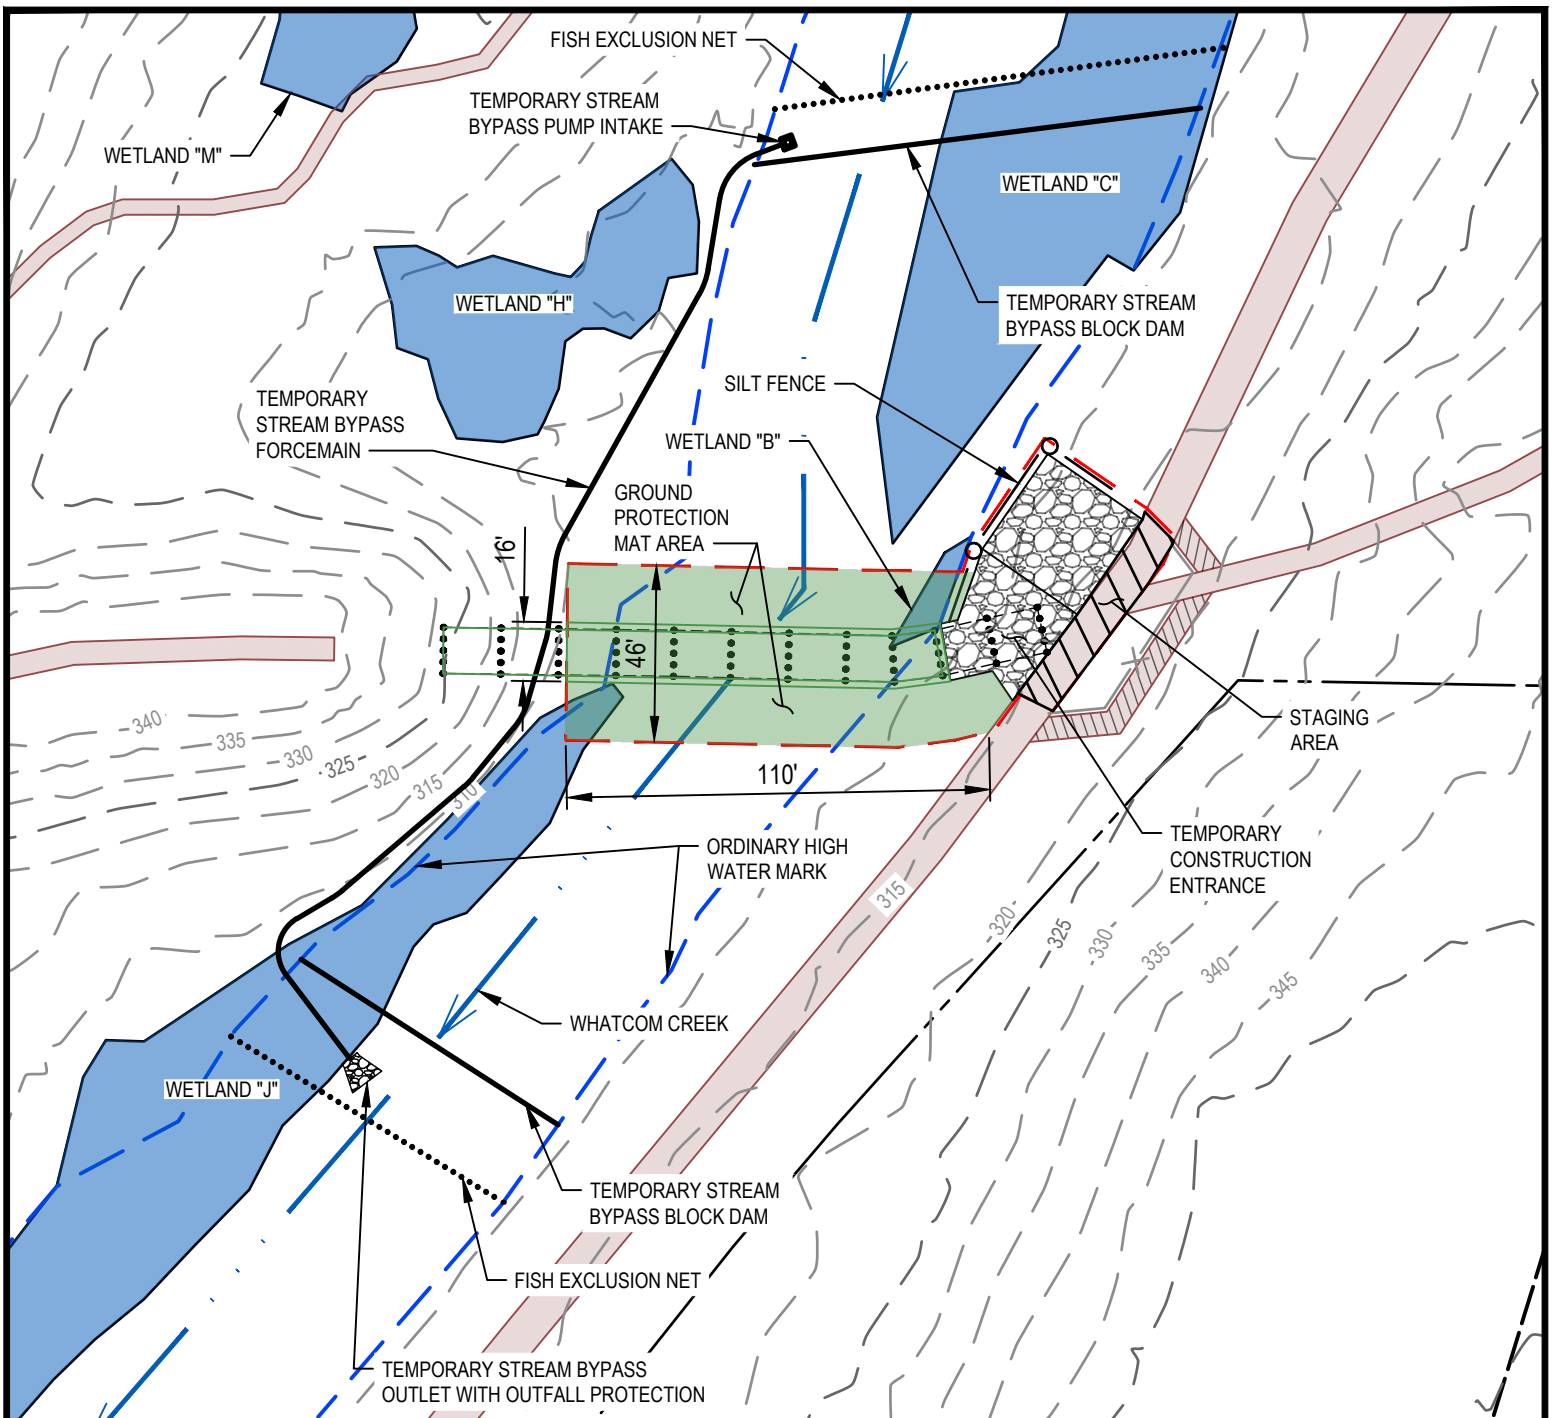 FISH EXCLUSION NET
TEMPORARY STREAM
BYPASS PUMP INTAKE
WETLAND "M"
WETLAND "C"
WETLAND "H"
TEMPORARY STREAM
BYPASS BLOCK DAM
SILT FENCE
TEMPORARY
STREAM BYPASS
FORCEMAIN
WETLAND "B"
GROUND
PROTECTION
MAT AREA
16'
46'
110'
340
335
330
325
320
315
310
STAGING
AREA
TEMPORARY
CONSTRUCTION
ENTRANCE
ORDINARY HIGH
WATER MARK
315
320
325
330
335
340
345
WHATCOM CREEK
WETLAND "J"
TEMPORARY STREAM
BYPASS BLOCK DAM
FISH EXCLUSION NET
TEMPORARY STREAM BYPASS
OUTLET WITH OUTFALL PROTECTION